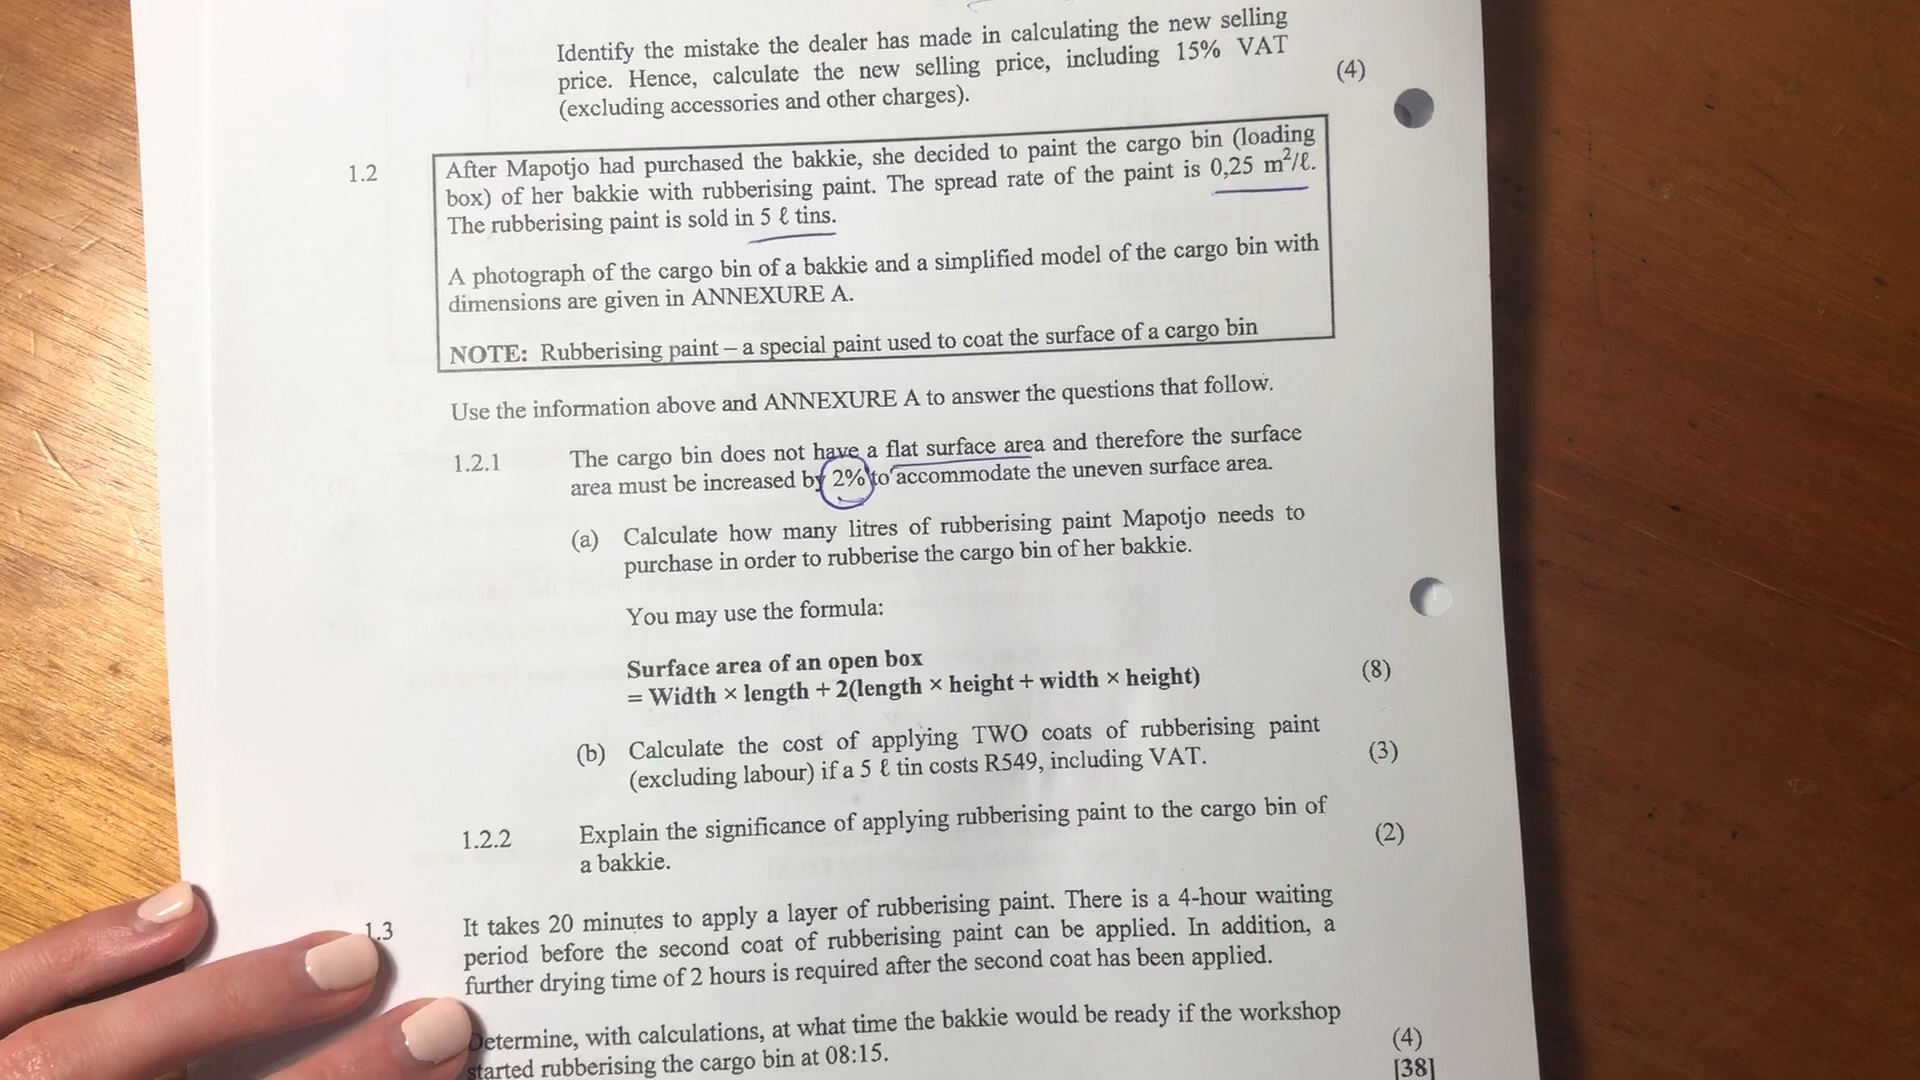 Identify the mistake the dealer has made in calculating the new selling
price. Hence, calculate the new selling price, including 15% VAT
(excluding accessories and other charges). (4)
1.2 After Mapotjo had purchased the bakkie, she decided to paint the cargo bin (loading
box) of her bakkie with rubberising paint. The spread rate of the paint is 0,25 m²/ℓ.
The rubberising paint is sold in 5 ℓ tins.
A photograph of the cargo bin of a bakkie and a simplified model of the cargo bin with
dimensions are given in ANNEXURE A.
NOTE: Rubberising paint – a special paint used to coat the surface of a cargo bin
Use the information above and ANNEXURE A to answer the questions that follow.
1.2.1 The cargo bin does not have a flat surface area and therefore the surface
area must be increased by 2% to accommodate the uneven surface area.
(a) Calculate how many litres of rubberising paint Mapotjo needs to
purchase in order to rubberise the cargo bin of her bakkie.
You may use the formula:
Surface area of an open box
= Width × length + 2(length × height + width × height) (8)
(b) Calculate the cost of applying TWO coats of rubberising paint
(excluding labour) if a 5 ℓ tin costs R549, including VAT. (3)
1.2.2 Explain the significance of applying rubberising paint to the cargo bin of
a bakkie. (2)
1.3 It takes 20 minutes to apply a layer of rubberising paint. There is a 4-hour waiting
period before the second coat of rubberising paint can be applied. In addition, a
further drying time of 2 hours is required after the second coat has been applied.
Determine, with calculations, at what time the bakkie would be ready if the workshop
started rubberising the cargo bin at 08:15. (4)
[38]